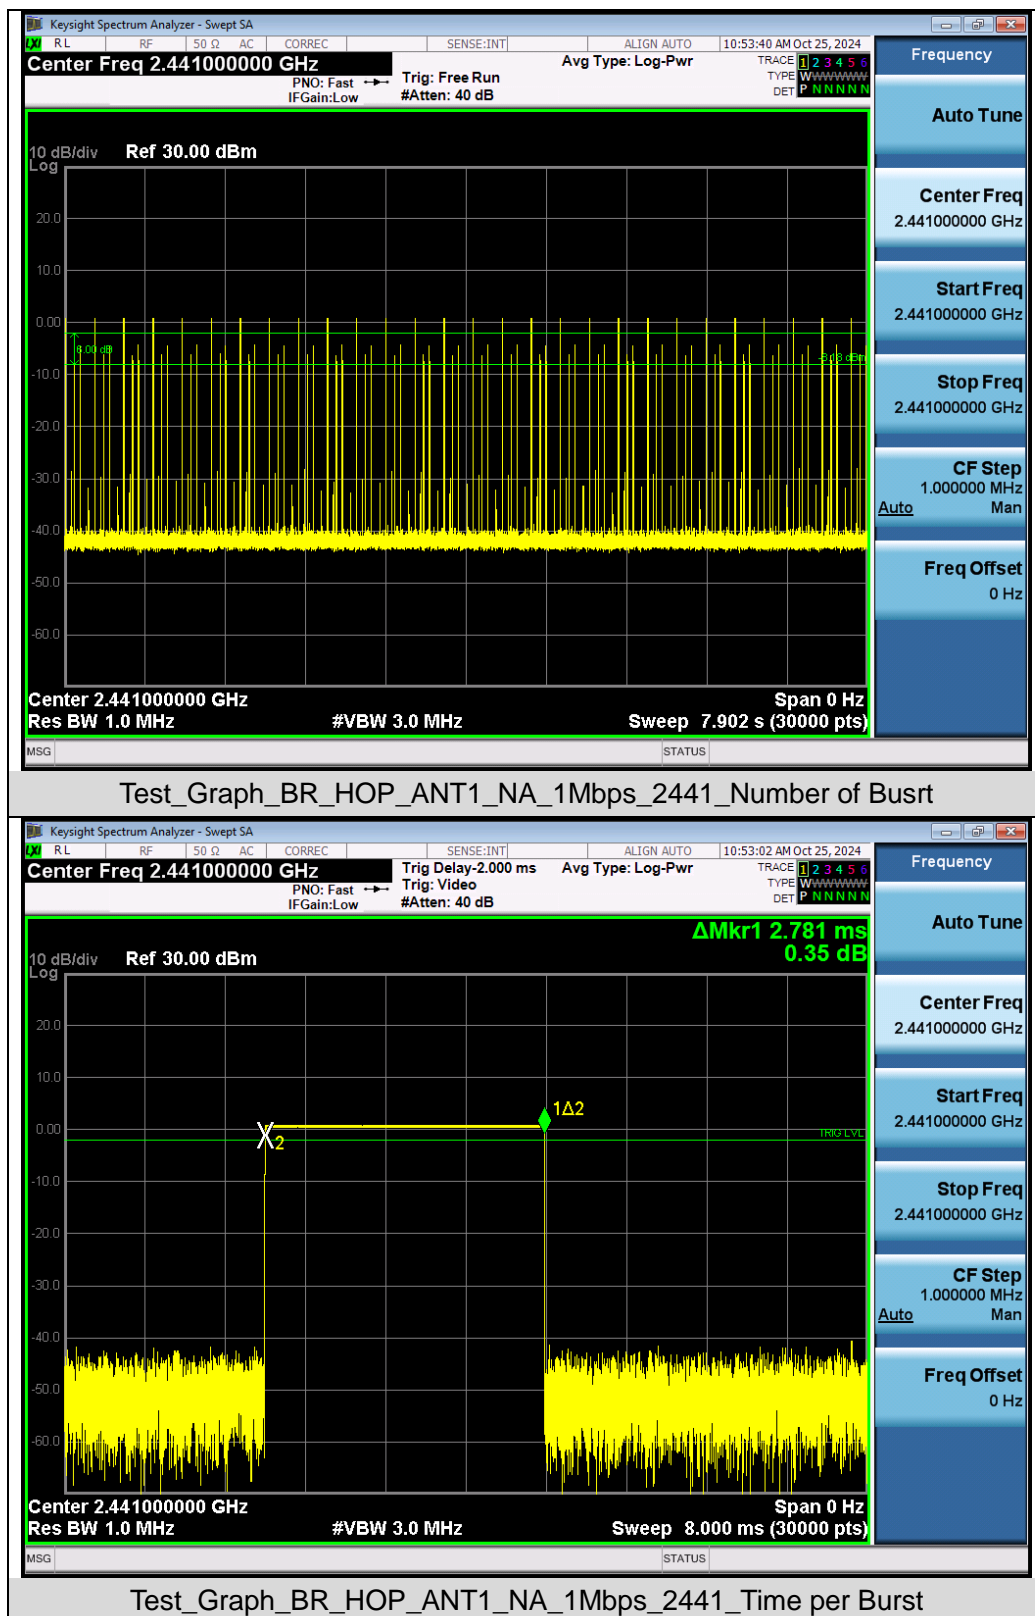 Keysight Spectrum Analyzer - Swept SA
LXI RL RF 50 Ω AC CORREC SENSE:INT ALIGN AUTO 10:53:40 AM Oct 25, 2024
Center Freq 2.441000000 GHz
PNO: Fast
IFGain:Low
Trig: Free Run
#Atten: 40 dB
Avg Type: Log-Pwr
TRACE 1 2 3 4 5 6
TYPE WWWWWWW
DET P N N N N N
Frequency
Auto Tune
Center Freq
2.441000000 GHz
Start Freq
2.441000000 GHz
Stop Freq
2.441000000 GHz
CF Step
1.000000 MHz
Auto Man
Freq Offset
0 Hz
10 dB/div Ref 30.00 dBm
Log
20.0
10.0
0.00
-10.0
-20.0
-30.0
-40.0
-50.0
-60.0
6.00 dB
-8.13 dBm
Center 2.441000000 GHz Span 0 Hz
Res BW 1.0 MHz #VBW 3.0 MHz Sweep 7.902 s (30000 pts)
MSG STATUS
Test_Graph_BR_HOP_ANT1_NA_1Mbps_2441_Number of Busrt
Keysight Spectrum Analyzer - Swept SA
LXI RL RF 50 Ω AC CORREC SENSE:INT ALIGN AUTO 10:53:02 AM Oct 25, 2024
Center Freq 2.441000000 GHz
PNO: Fast
IFGain:Low
Trig Delay-2.000 ms
Trig: Video
#Atten: 40 dB
Avg Type: Log-Pwr
TRACE 1 2 3 4 5 6
TYPE WWWWWWW
DET P N N N N N
Frequency
Auto Tune
Center Freq
2.441000000 GHz
Start Freq
2.441000000 GHz
Stop Freq
2.441000000 GHz
CF Step
1.000000 MHz
Auto Man
Freq Offset
0 Hz
ΔMkr1 2.781 ms
0.35 dB
10 dB/div Ref 30.00 dBm
Log
20.0
10.0
0.00
-10.0
-20.0
-30.0
-40.0
-50.0
-60.0
1Δ2
2
TRIG LVL
Center 2.441000000 GHz Span 0 Hz
Res BW 1.0 MHz #VBW 3.0 MHz Sweep 8.000 ms (30000 pts)
MSG STATUS
Test_Graph_BR_HOP_ANT1_NA_1Mbps_2441_Time per Burst